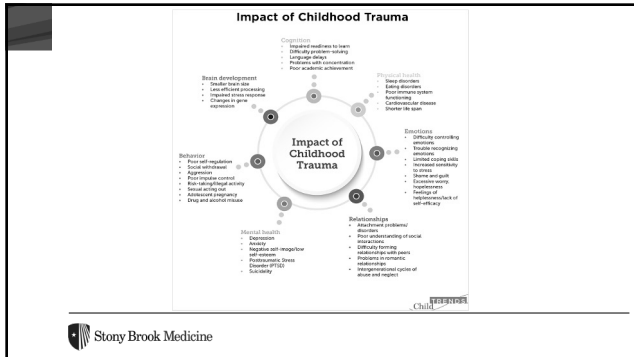 Impact of Childhood Trauma
Cognition
Impaired readiness to learn
Difficulty problem-solving
Language delays
Problems with concentration
Poor academic achievement
Physical health
Sleep disorders
Eating disorders
Poor immune system
functioning
Cardiovascular disease
Shorter life span
Emotions
Difficulty controlling
emotions
Trouble recognizing
emotions
Limited coping skills
Increased sensitivity
to stress
Shame and guilt
Excessive worry,
hopelessness
Feelings of
helplessness/lack of
self-efficacy
Relationships
Attachment problems/
disorders
Poor understanding of social
interactions
Difficulty forming
relationships with peers
Problems in romantic
relationships
Intergenerational cycles of
abuse and neglect
Mental health
Depression
Anxiety
Negative self-image/low
self-esteem
Posttraumatic Stress
Disorder (PTSD)
Suicidality
Behavior
Poor self-regulation
Social withdrawal
Aggression
Poor impulse control
Risk-taking/illegal activity
Sexual acting out
Adolescent pregnancy
Drug and alcohol misuse
Brain development
Smaller brain size
Less efficient processing
Impaired stress response
Changes in gene
expression
Impact of
Childhood
Trauma
Child TRENDS
Stony Brook Medicine